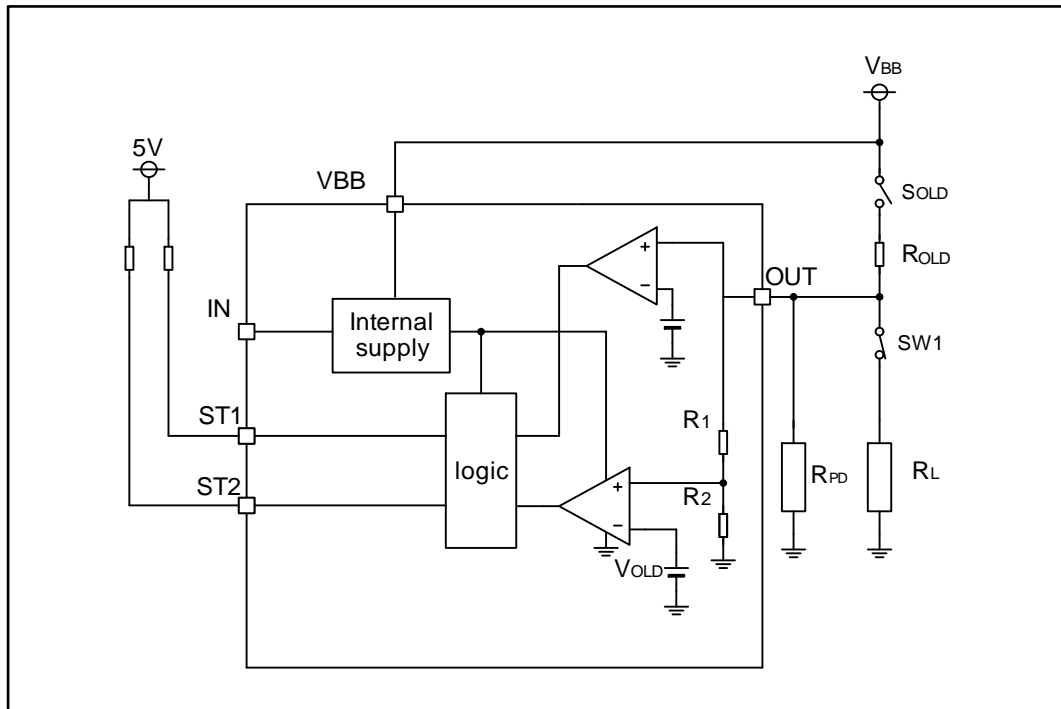 VBB
5V
VBB
SOLD
ROLD
OUT
IN
Internal
supply
+
−
SW1
ST1
R1
logic
RPD
RL
ST2
+
R2
−
VOLD